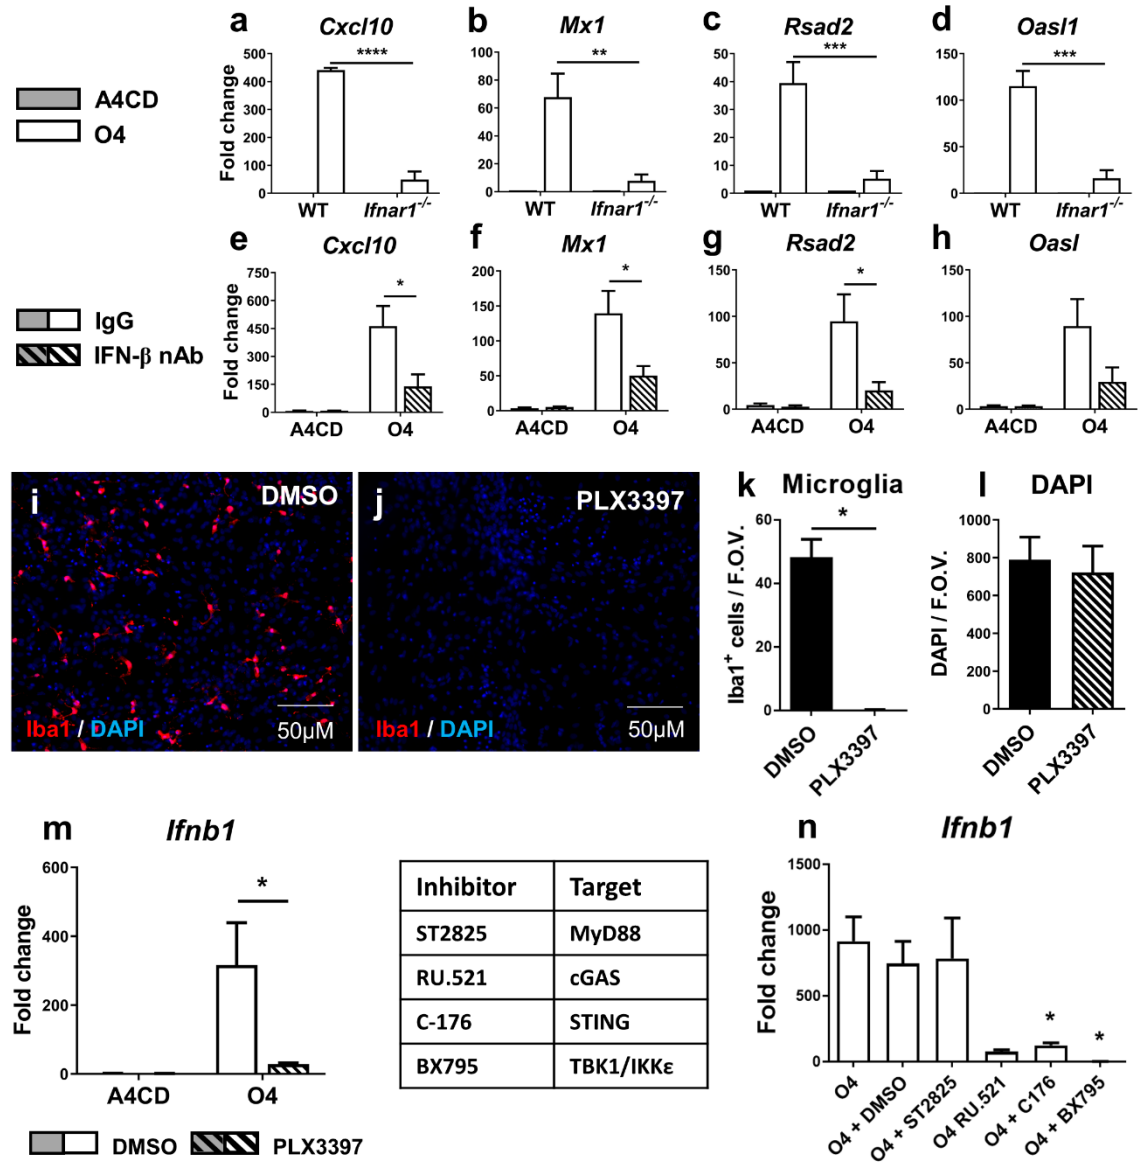 A4CD
O4
a Cxcl10
****
Fold change
500
400
300
200
100
0
WT Ifnar1-/-
b Mx1
**
100
80
60
40
20
0
WT Ifnar1-/-
c Rsad2
***
60
40
20
0
WT Ifnar1-/-
d Oasl1
***
150
100
50
0
WT Ifnar1-/-
IgG
IFN-β nAb
e Cxcl10
*
Fold change
750
600
450
300
150
0
A4CD O4
f Mx1
*
200
150
100
50
0
A4CD O4
g Rsad2
*
150
100
50
0
A4CD O4
h Oasl
150
100
50
0
A4CD O4
i DMSO
Iba1 / DAPI
50µM
j PLX3397
Iba1 / DAPI
50µM
k Microglia
*
Iba1+ cells / F.O.V.
60
40
20
0
DMSO
PLX3397
l DAPI
DAPI / F.O.V.
1000
800
600
400
200
0
DMSO
PLX3397
m Ifnb1
*
Fold change
600
400
200
0
A4CD O4
DMSO PLX3397
Inhibitor Target
ST2825 MyD88
RU.521 cGAS
C-176 STING
BX795 TBK1/IKKε
n Ifnb1
Fold change
1500
1000
500
0
* *
O4
O4 + DMSO
O4 + ST2825
O4 RU.521
O4 + C176
O4 + BX795